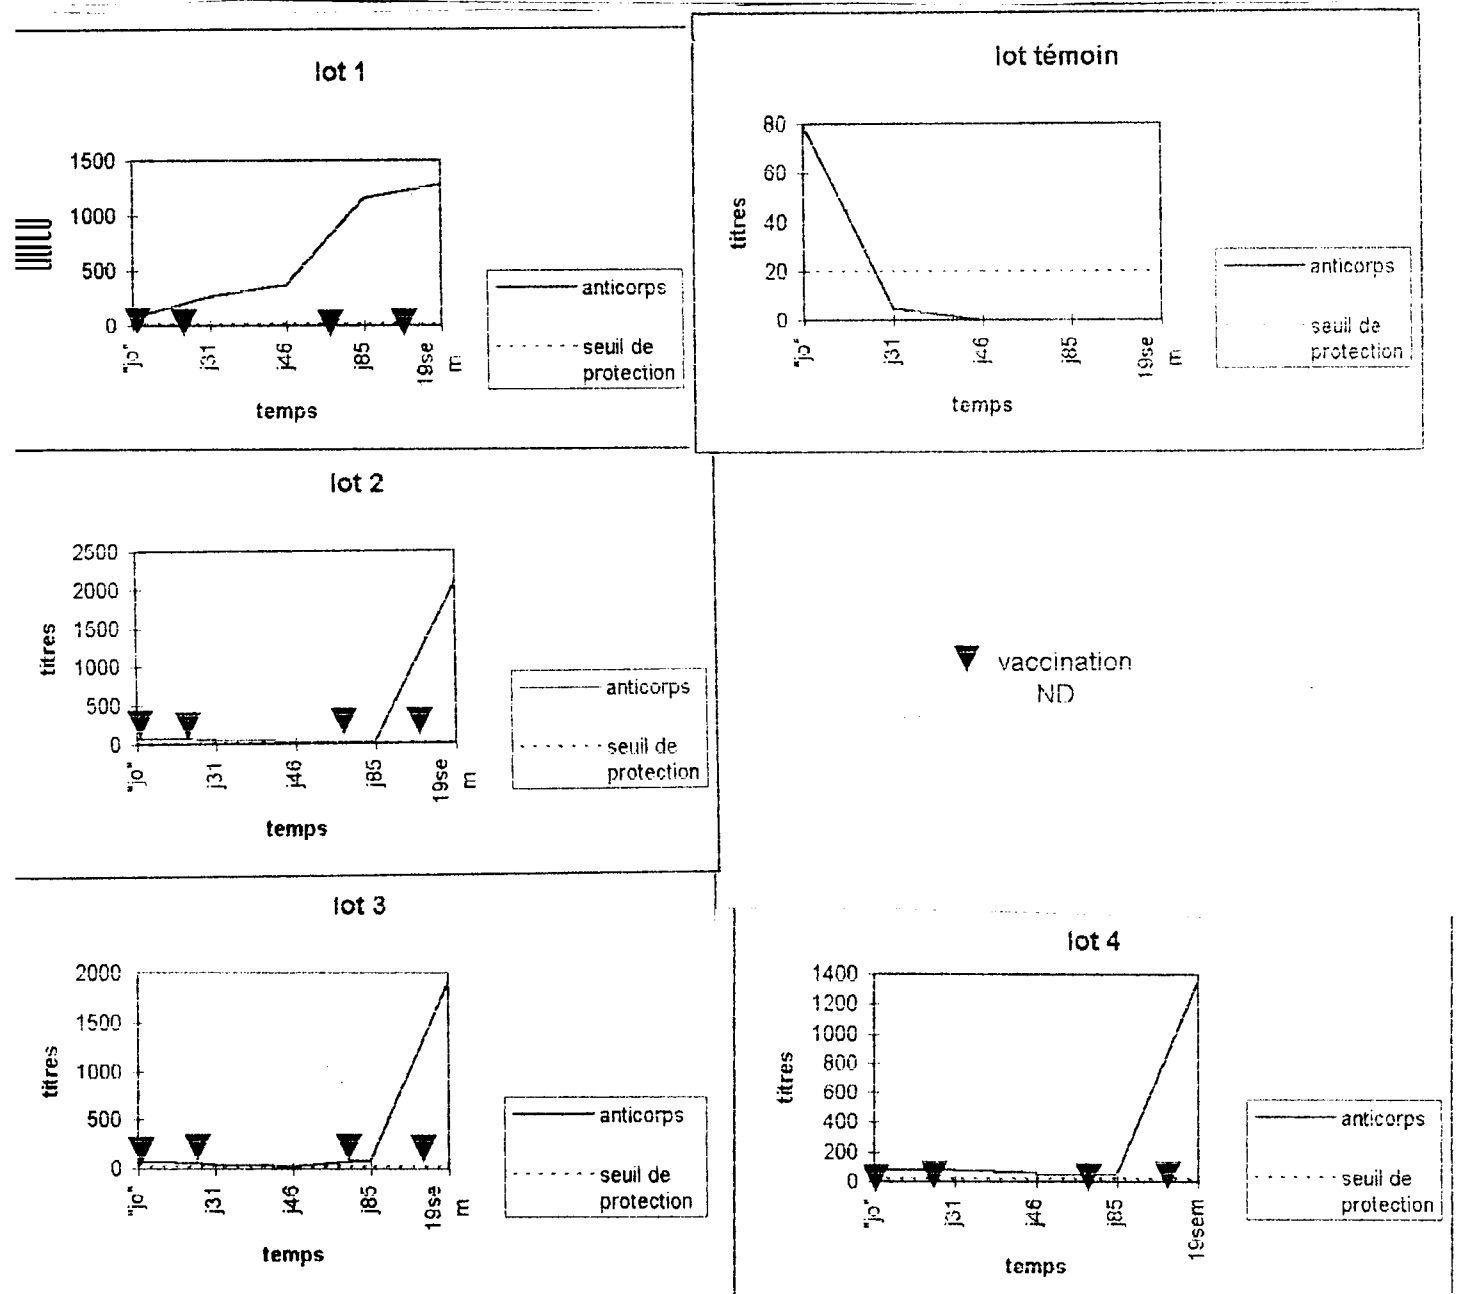 lot 1
1500
1000
500
0
"jo"
j31
j46
j85
19se
m
temps
anticorps
seuil de
protection
lot témoin
titres
80
60
40
20
0
"jo"
j31
j46
j85
19se
m
temps
anticorps
seuil de
protection
lot 2
titres
2500
2000
1500
1000
500
0
"jo"
j31
j46
j85
19se
m
temps
anticorps
seuil de
protection
vaccination
ND
lot 3
titres
2000
1500
1000
500
0
"jo"
j31
j46
j85
19se
m
temps
anticorps
seuil de
protection
lot 4
titres
1400
1200
1000
800
600
400
200
0
"jo"
j31
j46
j85
19sem
temps
anticorps
seuil de
protection